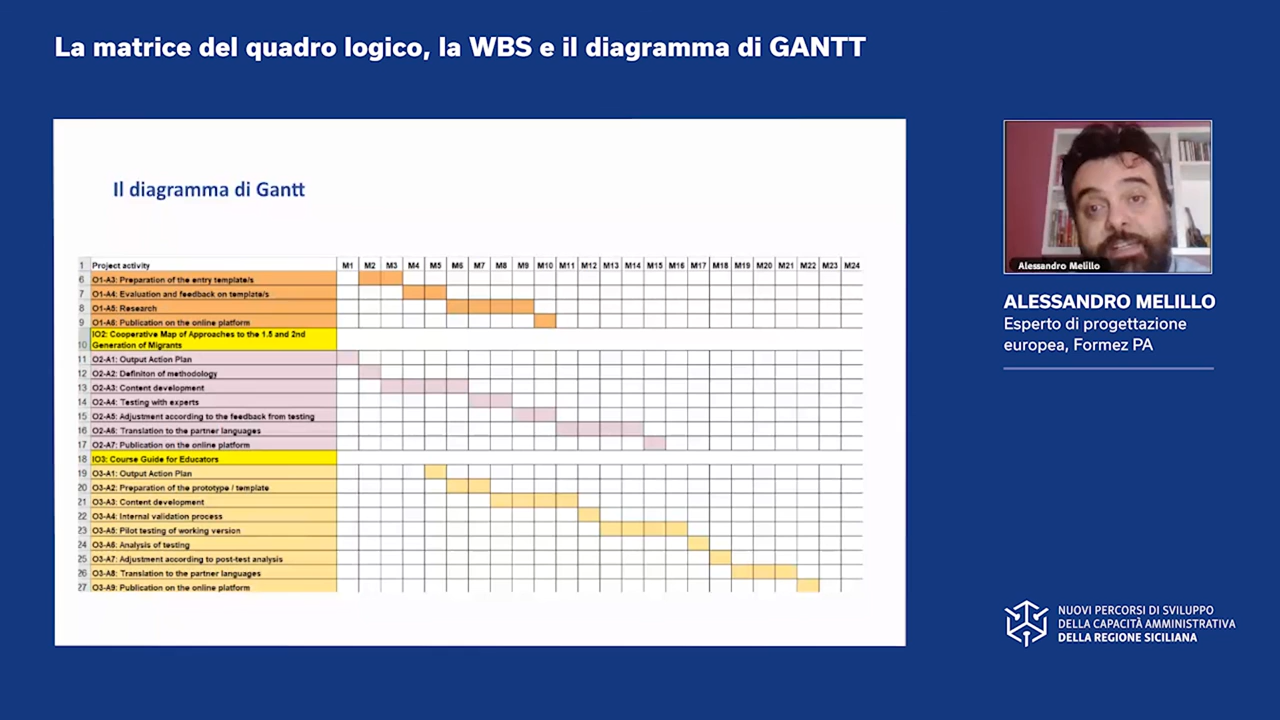 La matrice del quadro logico, la WBS e il diagramma di GANTT
Il diagramma di Gantt
1 Project activity M1 M2 M3 M4 M5 M6 M7 M8 M9 M10 M11 M12 M13 M14 M15 M16 M17 M18 M19 M20 M21 M22 M23 M24
6 O1-A3: Preparation of the entry template/s
7 O1-A4: Evaluation and feedback on template/s
8 O1-A5: Research
9 O1-A6: Publication on the online platform
IO2: Cooperative Map of Approaches to the 1.5 and 2nd
10 Generation of Migrants
11 O2-A1: Output Action Plan
12 O2-A2: Definiton of methodology
13 O2-A3: Content development
14 O2-A4: Testing with experts
15 O2-A5: Adjustment according to the feedback from testing
16 O2-A6: Translation to the partner languages
17 O2-A7: Publication on the online platform
18 IO3: Course Guide for Educators
19 O3-A1: Output Action Plan
20 O3-A2: Preparation of the prototype / template
21 O3-A3: Content development
22 O3-A4: Internal validation process
23 O3-A5: Pilot testing of working version
24 O3-A6: Analysis of testing
25 O3-A7: Adjustment according to post-test analysis
26 O3-A8: Translation to the partner languages
27 O3-A9: Publication on the online platform
Alessandro Melillo
ALESSANDRO MELILLO
Esperto di progettazione
europea, Formez PA
NUOVI PERCORSI DI SVILUPPO
DELLA CAPACITÀ AMMINISTRATIVA
DELLA REGIONE SICILIANA